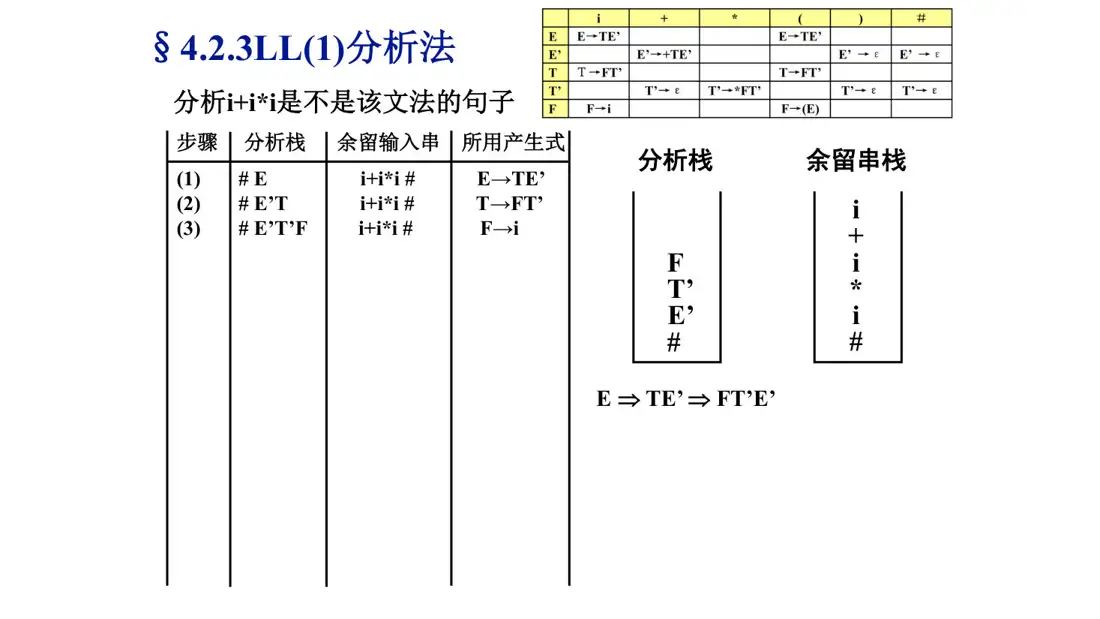 §4.2.3LL(1)分析法
i + * ( ) #
E E→TE’ E→TE’
E’ E’→+TE’ E’ → ε E’ → ε
T T→FT’ T→FT’
T’ T’→ ε T’→*FT’ T’→ ε T’→ ε
F F→i F→(E)
分析i+i*i是不是该文法的句子
步骤 分析栈 余留输入串 所用产生式
(1) # E i+i*i # E→TE’
(2) # E’T i+i*i # T→FT’
(3) # E’T’F i+i*i # F→i
分析栈 余留串栈
i
+
F i
T’ *
E’ i
# #
E ⇒ TE’ ⇒ FT’E’